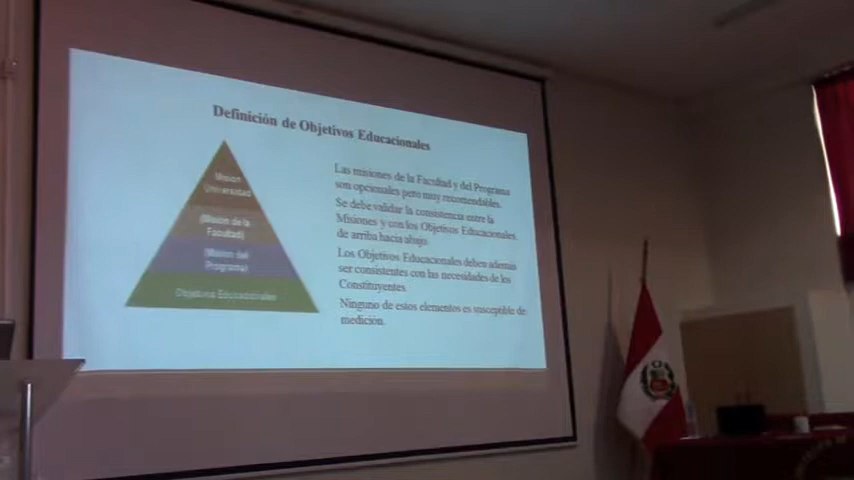 Definición de Objetivos Educacionales
Misión
Universidad
(Misión de la
Facultad)
(Misión del
Programa)
Objetivos Educacionales
Las misiones de la Facultad y del Programa
son opcionales pero muy recomendables.
Se debe validar la consistencia entre la
Misiones y con los Objetivos Educacionales,
de arriba hacia abajo.
Los Objetivos Educacionales deben además
ser consistentes con las necesidades de los
Constituyentes.
Ninguno de estos elementos es susceptible de
medición.